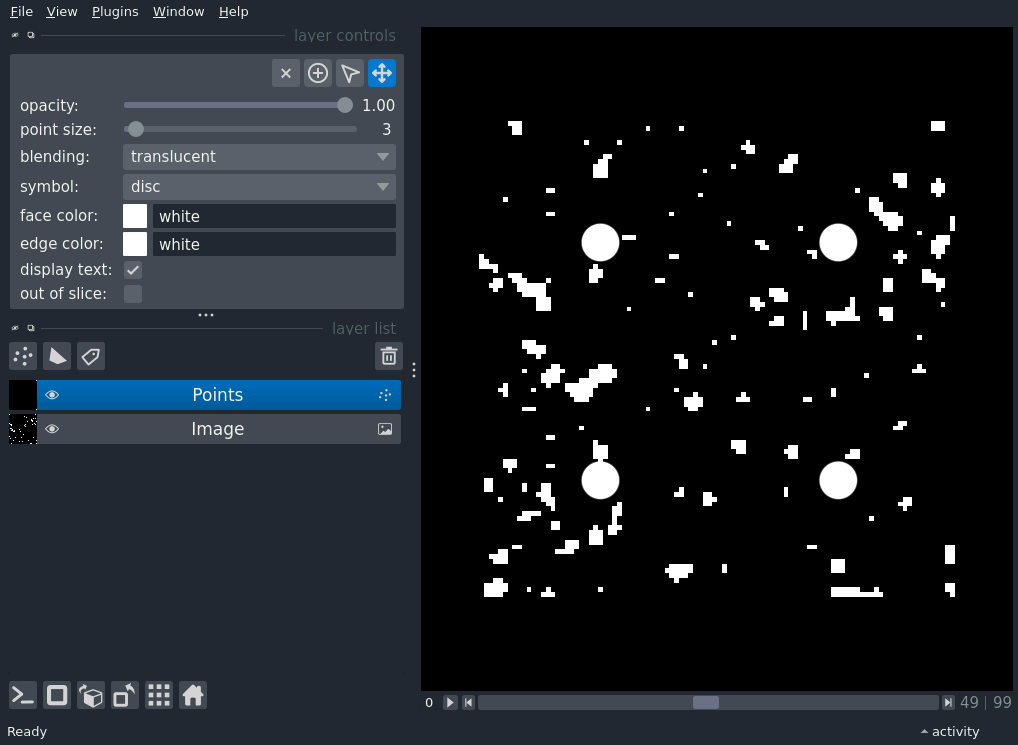 File View Plugins Window Help
layer controls
opacity: 1.00
point size: 3
blending: translucent
symbol: disc
face color: white
edge color: white
display text:
out of slice:
layer list
Points
Image
0 49 | 99
Ready activity